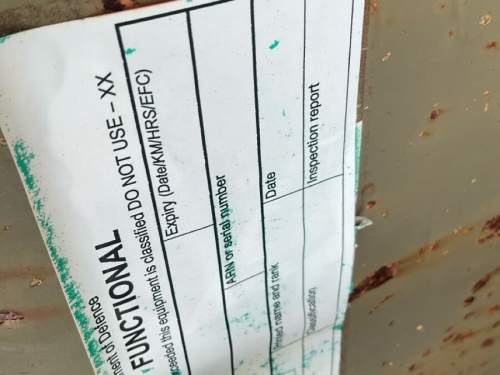 ment of Defence
FUNCTIONAL
xceeded this equipment is classified DO NOT USE – XX
Expiry (Date/KM/HRS/EFC)
ARN or serial number
Printed name and rank
Date
Classification
Inspection report